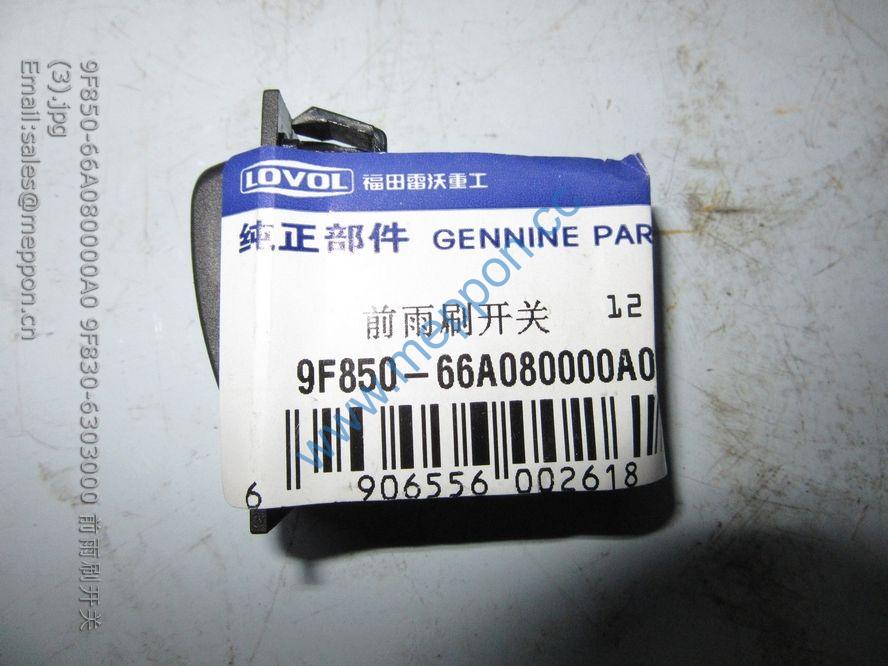 LOVOL 福田雷沃重工
纯正部件 GENNINE PAR
前雨刷开关 12
9F850-66A080000A0
6 906556 002618
www.meppon.cc
9F850-66A080000A0 9F830-6303000 前雨刷开关
(3).jpg
Email:sales@meppon.cn